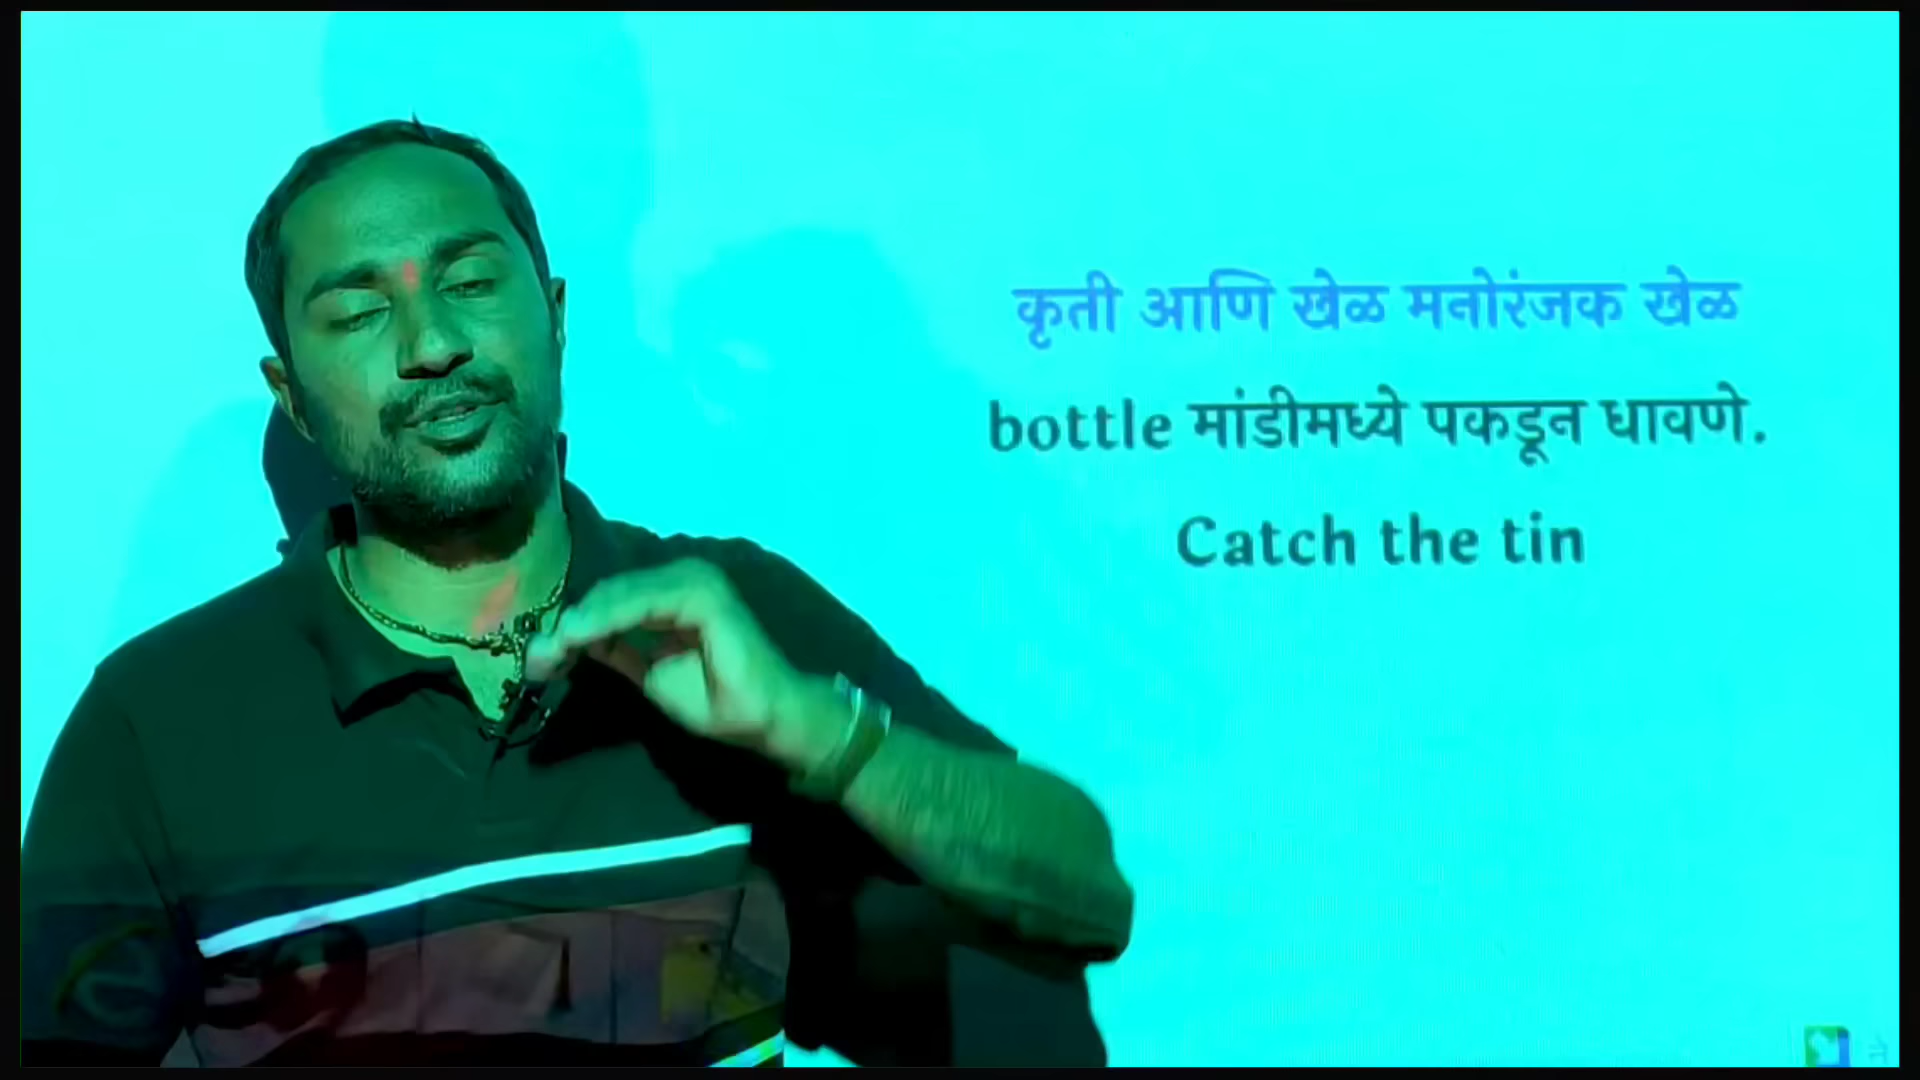 कृती आणि खेळ मनोरंजक खेळ
bottle मांडीमध्ये पकडून धावणे.
Catch the tin